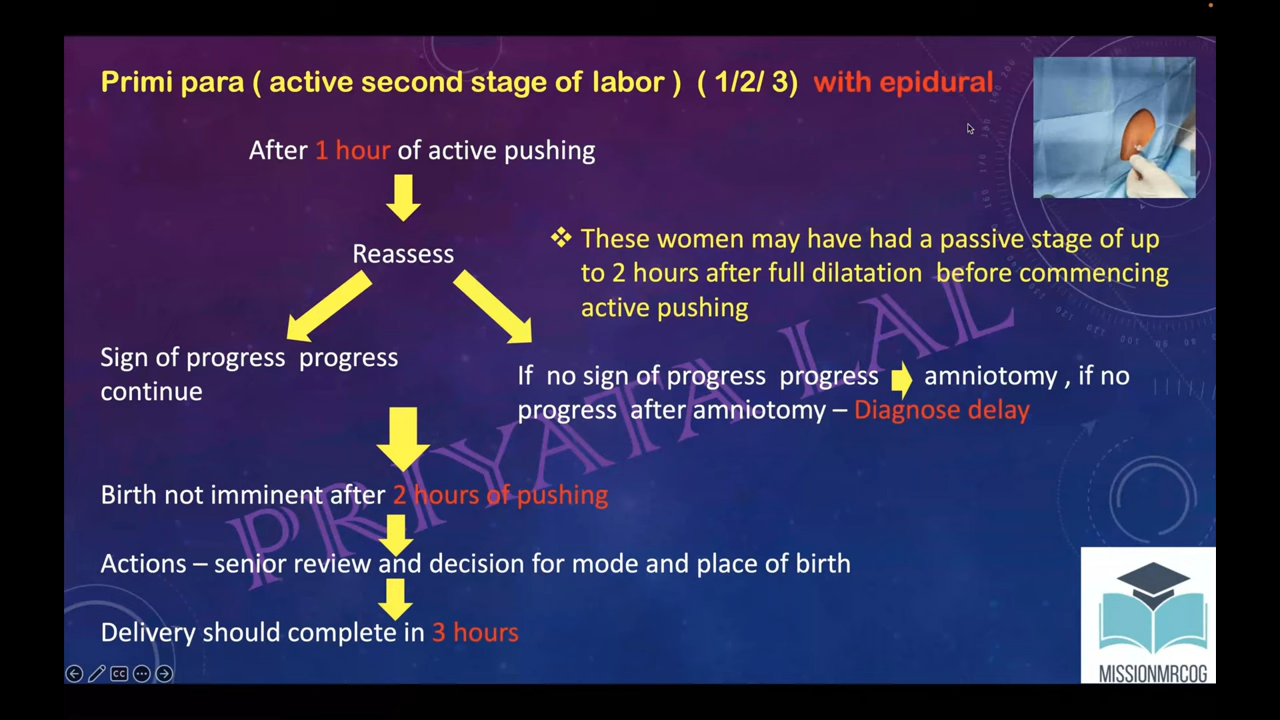 Primi para ( active second stage of labor ) ( 1/2/ 3) with epidural
After 1 hour of active pushing
Reassess
❖ These women may have had a passive stage of up
to 2 hours after full dilatation before commencing
active pushing
Sign of progress progress
continue
If no sign of progress progress amniotomy , if no
progress after amniotomy – Diagnose delay
Birth not imminent after 2 hours of pushing
Actions – senior review and decision for mode and place of birth
Delivery should complete in 3 hours
PRIYATA LAL
CC
MISSIONMRCOG